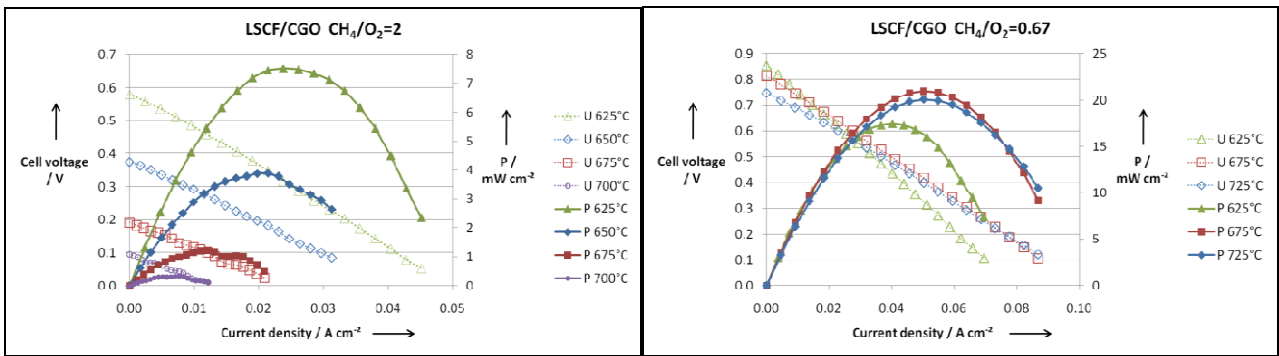 LSCF/CGO CH₄/O₂=2
0.7
0.6
0.5
0.4
0.3
0.2
0.1
0.0
Cell voltage
/ V
8
7
6
5
4
3
2
1
0
P /
mW cm⁻²
0.00 0.01 0.02 0.03 0.04 0.05
Current density / A cm⁻²
U 625°C
U 650°C
U 675°C
U 700°C
P 625°C
P 650°C
P 675°C
P 700°C
LSCF/CGO CH₄/O₂=0.67
0.9
0.8
0.7
0.6
0.5
0.4
0.3
0.2
0.1
0.0
Cell voltage
/ V
25
20
15
10
5
0
P /
mW cm⁻²
0.00 0.02 0.04 0.06 0.08 0.10
Current density / A cm⁻²
U 625°C
U 675°C
U 725°C
P 625°C
P 675°C
P 725°C